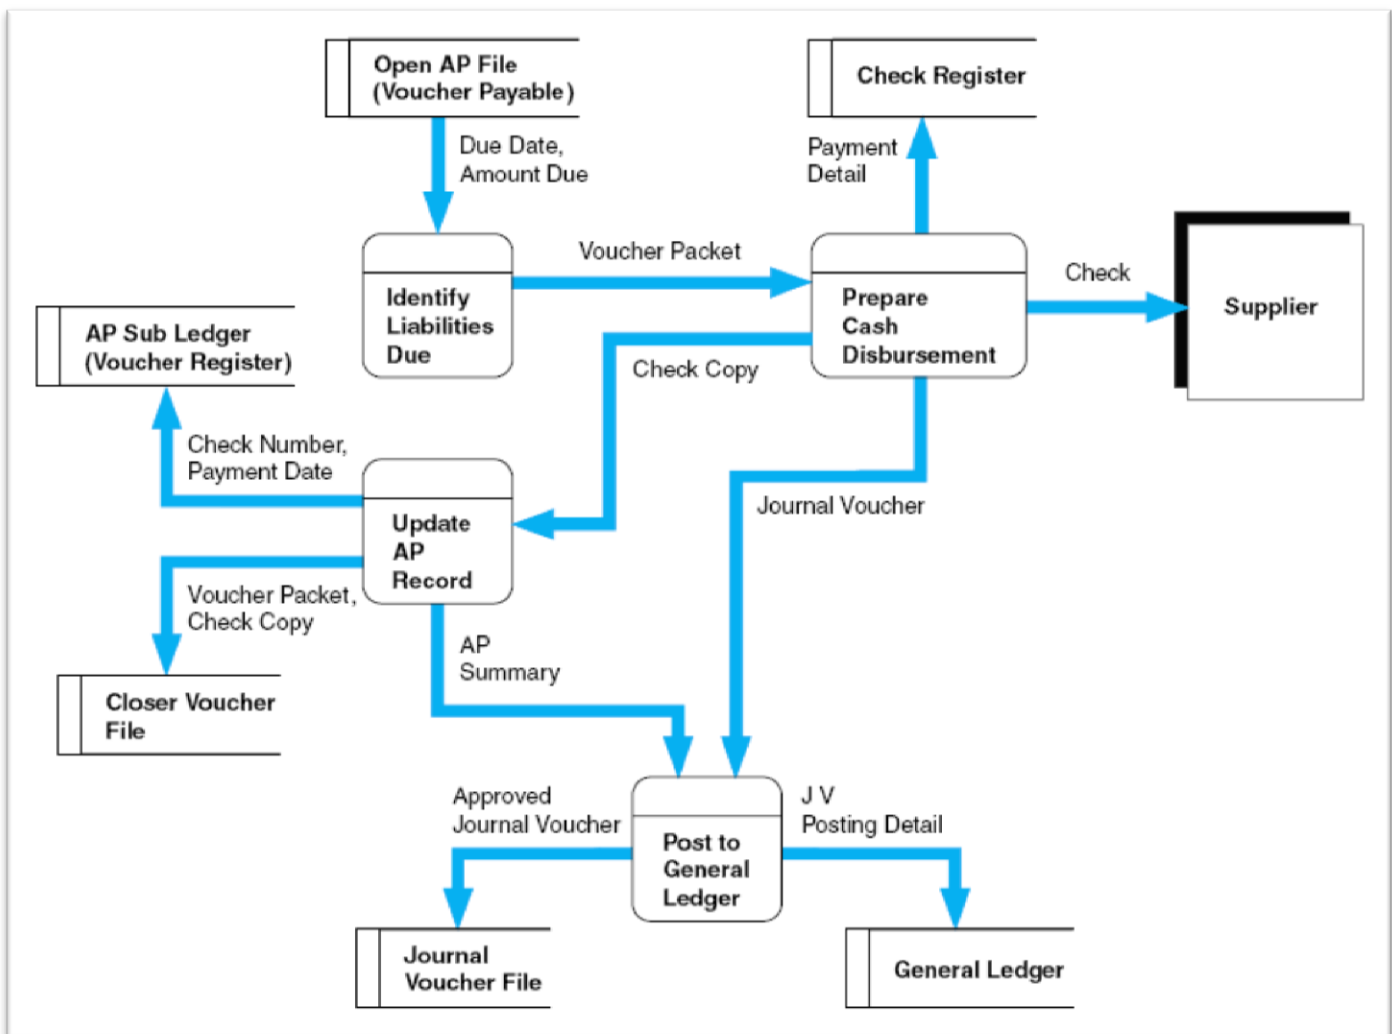 Open AP File
(Voucher Payable)
Check Register
Due Date,
Amount Due
Payment
Detail
Voucher Packet
Check
Identify
Liabilities
Due
Prepare
Cash
Disbursement
Supplier
AP Sub Ledger
(Voucher Register)
Check Copy
Check Number,
Payment Date
Journal Voucher
Update
AP
Record
Voucher Packet,
Check Copy
AP
Summary
Closer Voucher
File
Approved
Journal Voucher
J V
Posting Detail
Post to
General
Ledger
Journal
Voucher File
General Ledger